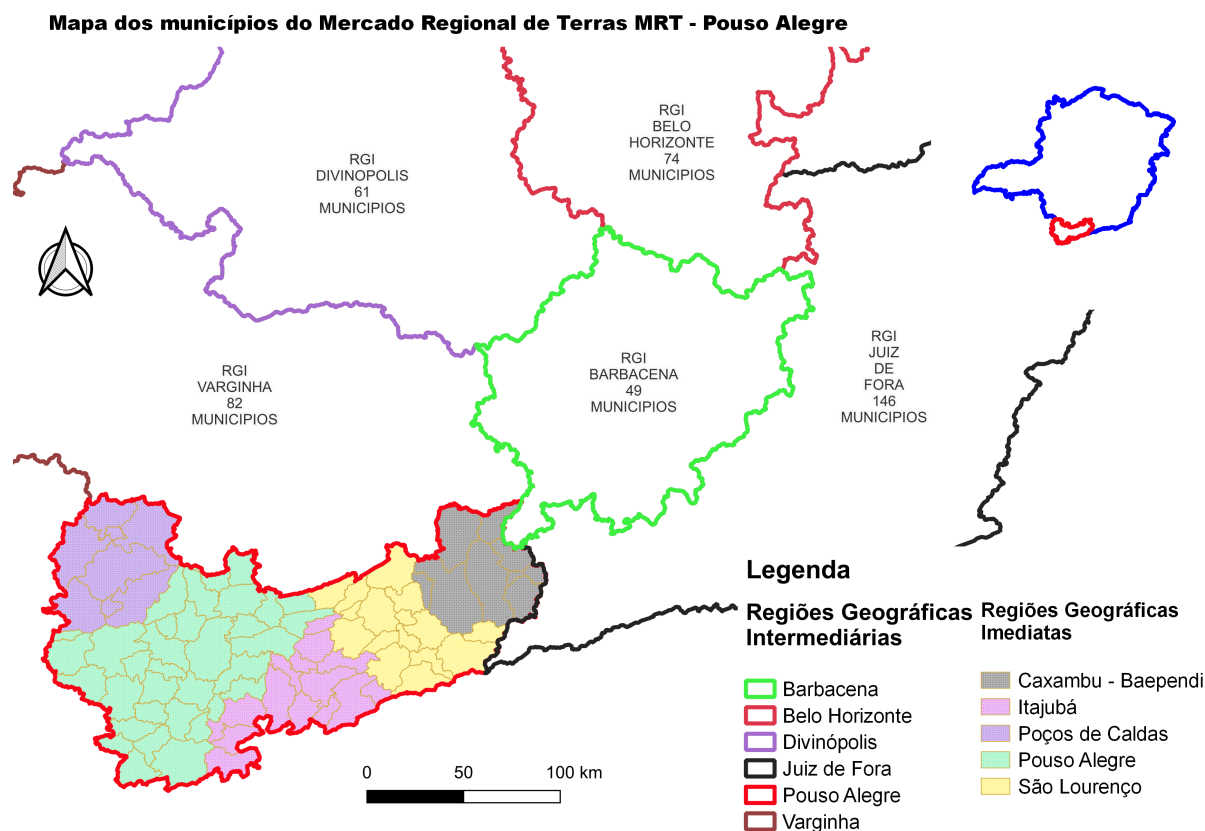 Mapa dos municípios do Mercado Regional de Terras MRT - Pouso Alegre
RGI
BELO
HORIZONTE
74
MUNICIPIOS
RGI
DIVINOPOLIS
61
MUNICIPIOS
RGI
VARGINHA
82
MUNICIPIOS
RGI
BARBACENA
49
MUNICIPIOS
RGI
JUIZ
DE
FORA
146
MUNICIPIOS
Legenda
Regiões Geográficas
Intermediárias
Barbacena
Belo Horizonte
Divinópolis
Juiz de Fora
Pouso Alegre
Varginha
Regiões Geográficas
Imediatas
Caxambu - Baependi
Itajubá
Poços de Caldas
Pouso Alegre
São Lourenço
0 50 100 km